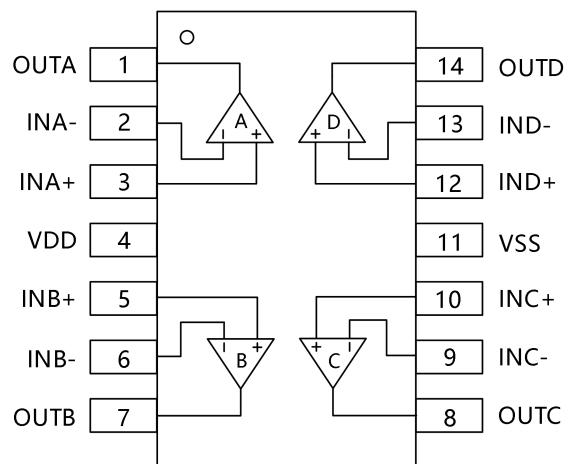 OUTA 1 14 OUTD
INA- 2 A D 13 IND-
INA+ 3 12 IND+
VDD 4 11 VSS
INB+ 5 10 INC+
INB- 6 B C 9 INC-
OUTB 7 8 OUTC